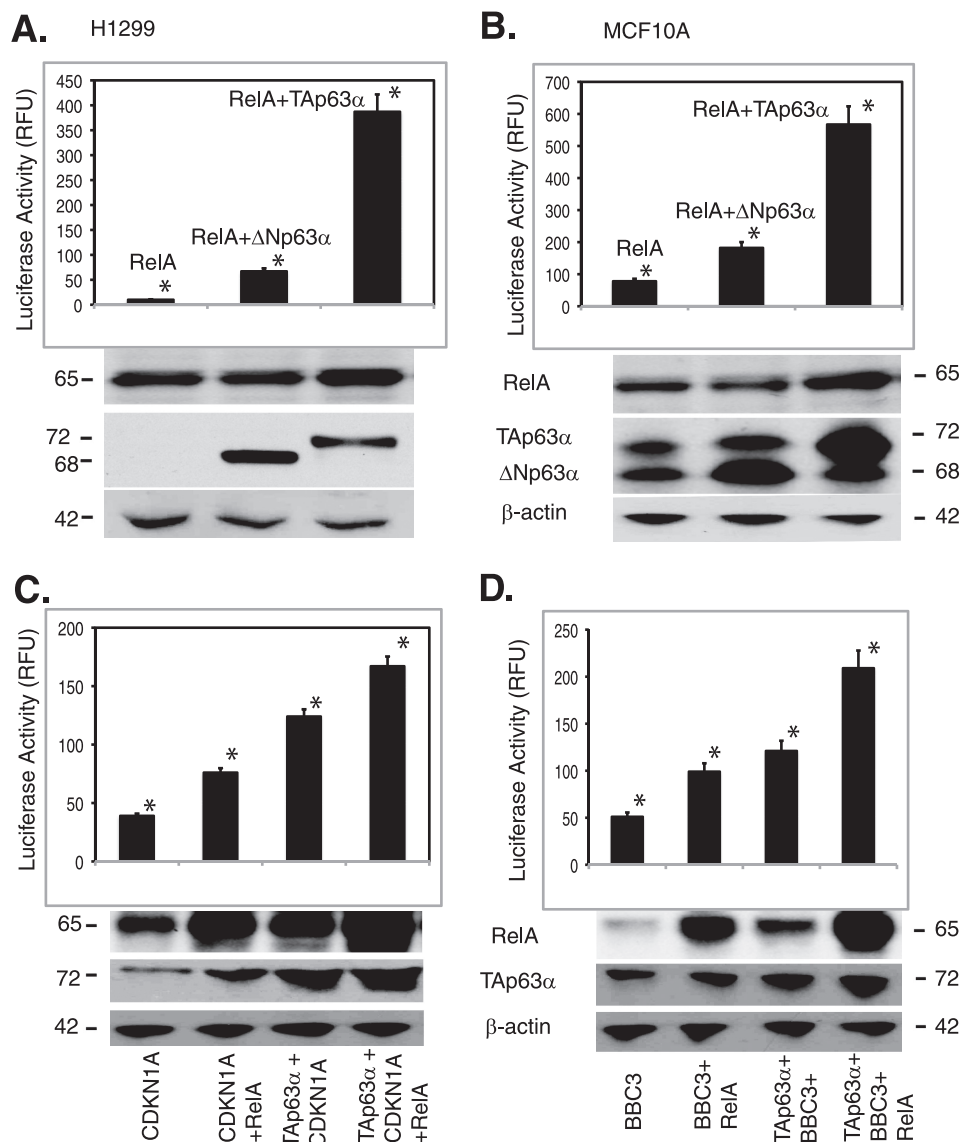 A. H1299
Luciferase Activity (RFU)
450
400
350
300
250
200
150
100
50
0
RelA
*
RelA+ΔNp63α
*
RelA+TAp63α
*
65
72
68
42
B. MCF10A
Luciferase Activity (RFU)
700
600
500
400
300
200
100
0
RelA
*
RelA+ΔNp63α
*
RelA+TAp63α
*
RelA 65
TAp63α 72
ΔNp63α 68
β-actin 42
C.
Luciferase Activity (RFU)
200
150
100
50
0
*
*
*
*
65
72
42
CDKN1A
CDKN1A
+RelA
TAp63α +
CDKN1A
TAp63α +
CDKN1A
+RelA
D.
Luciferase Activity (RFU)
250
200
150
100
50
0
*
*
*
*
RelA 65
TAp63α 72
β-actin 42
BBC3
BBC3+
RelA
TAp63α+
BBC3+
TAp63α+
BBC3+
RelA